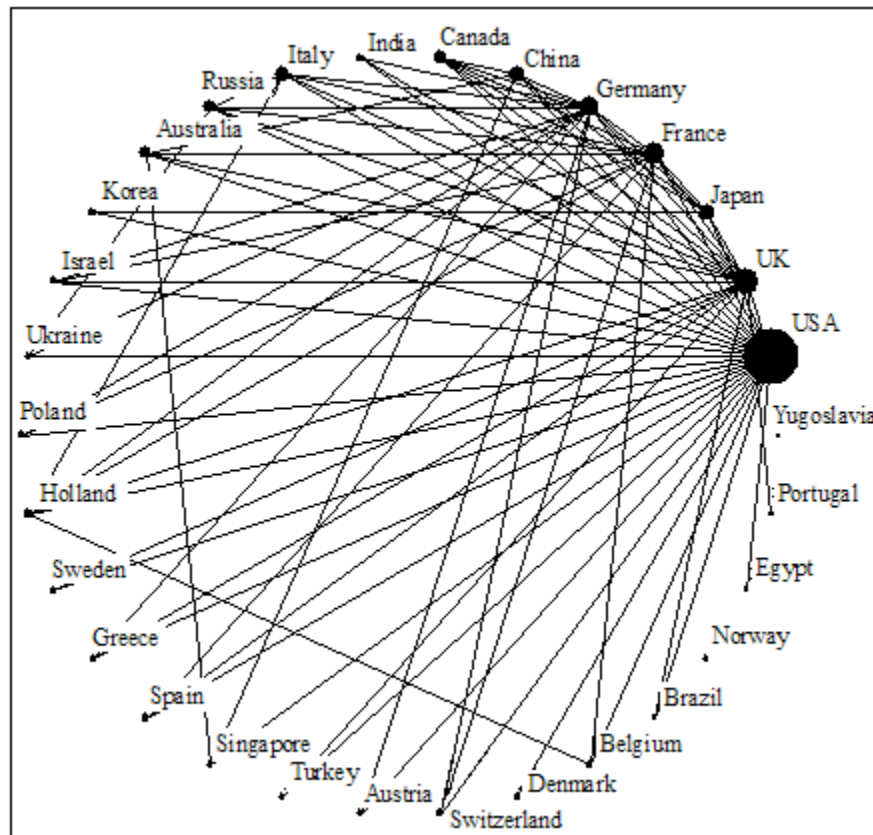 India
Canada
Italy
China
Russia
Germany
Australia
France
Korea
Japan
Israel
UK
USA
Ukraine
Poland
Yugoslavia
Holland
Portugal
Sweden
Egypt
Greece
Norway
Spain
Brazil
Singapore
Belgium
Turkey
Denmark
Austria
Switzerland